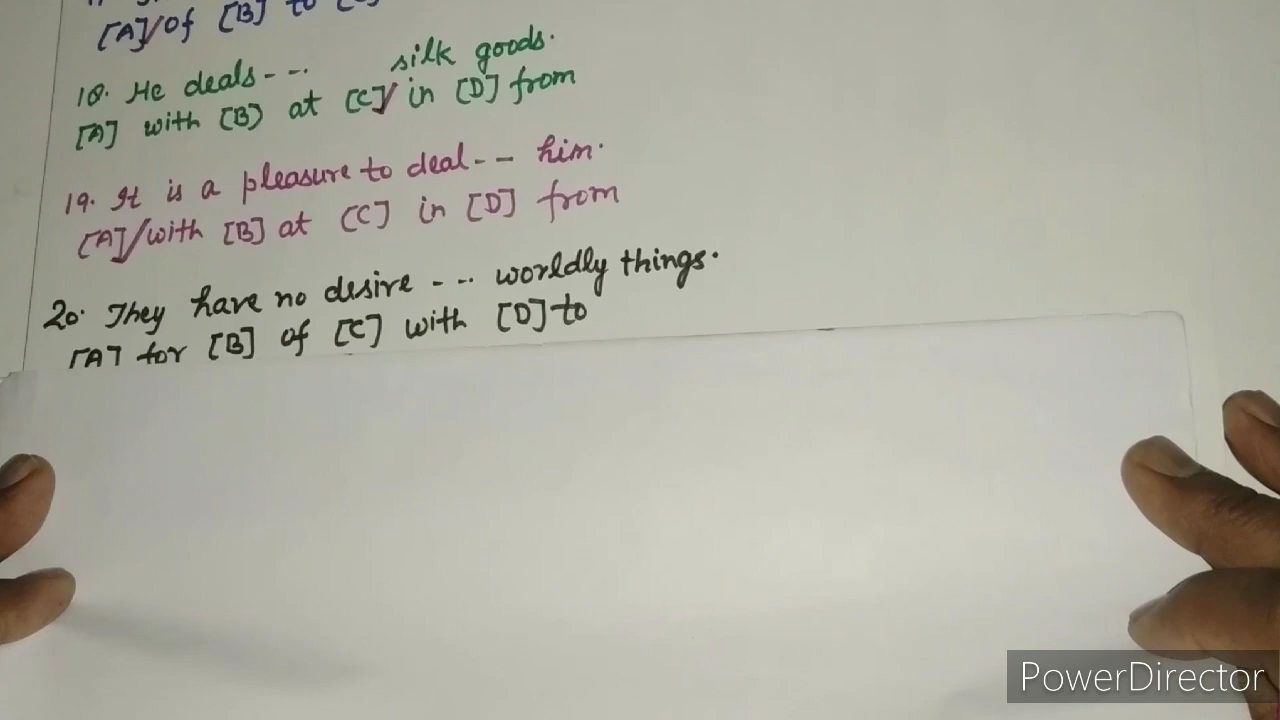 [A]/of [B] to
18. He deals--- silk goods.
[A] with [B] at [C]/ in [D] from
19. It is a pleasure to deal--- him.
[A]/with [B] at [C] in [D] from
20. They have no desire --- worldly things.
[A] for [B] of [C] with [D] to
PowerDirector